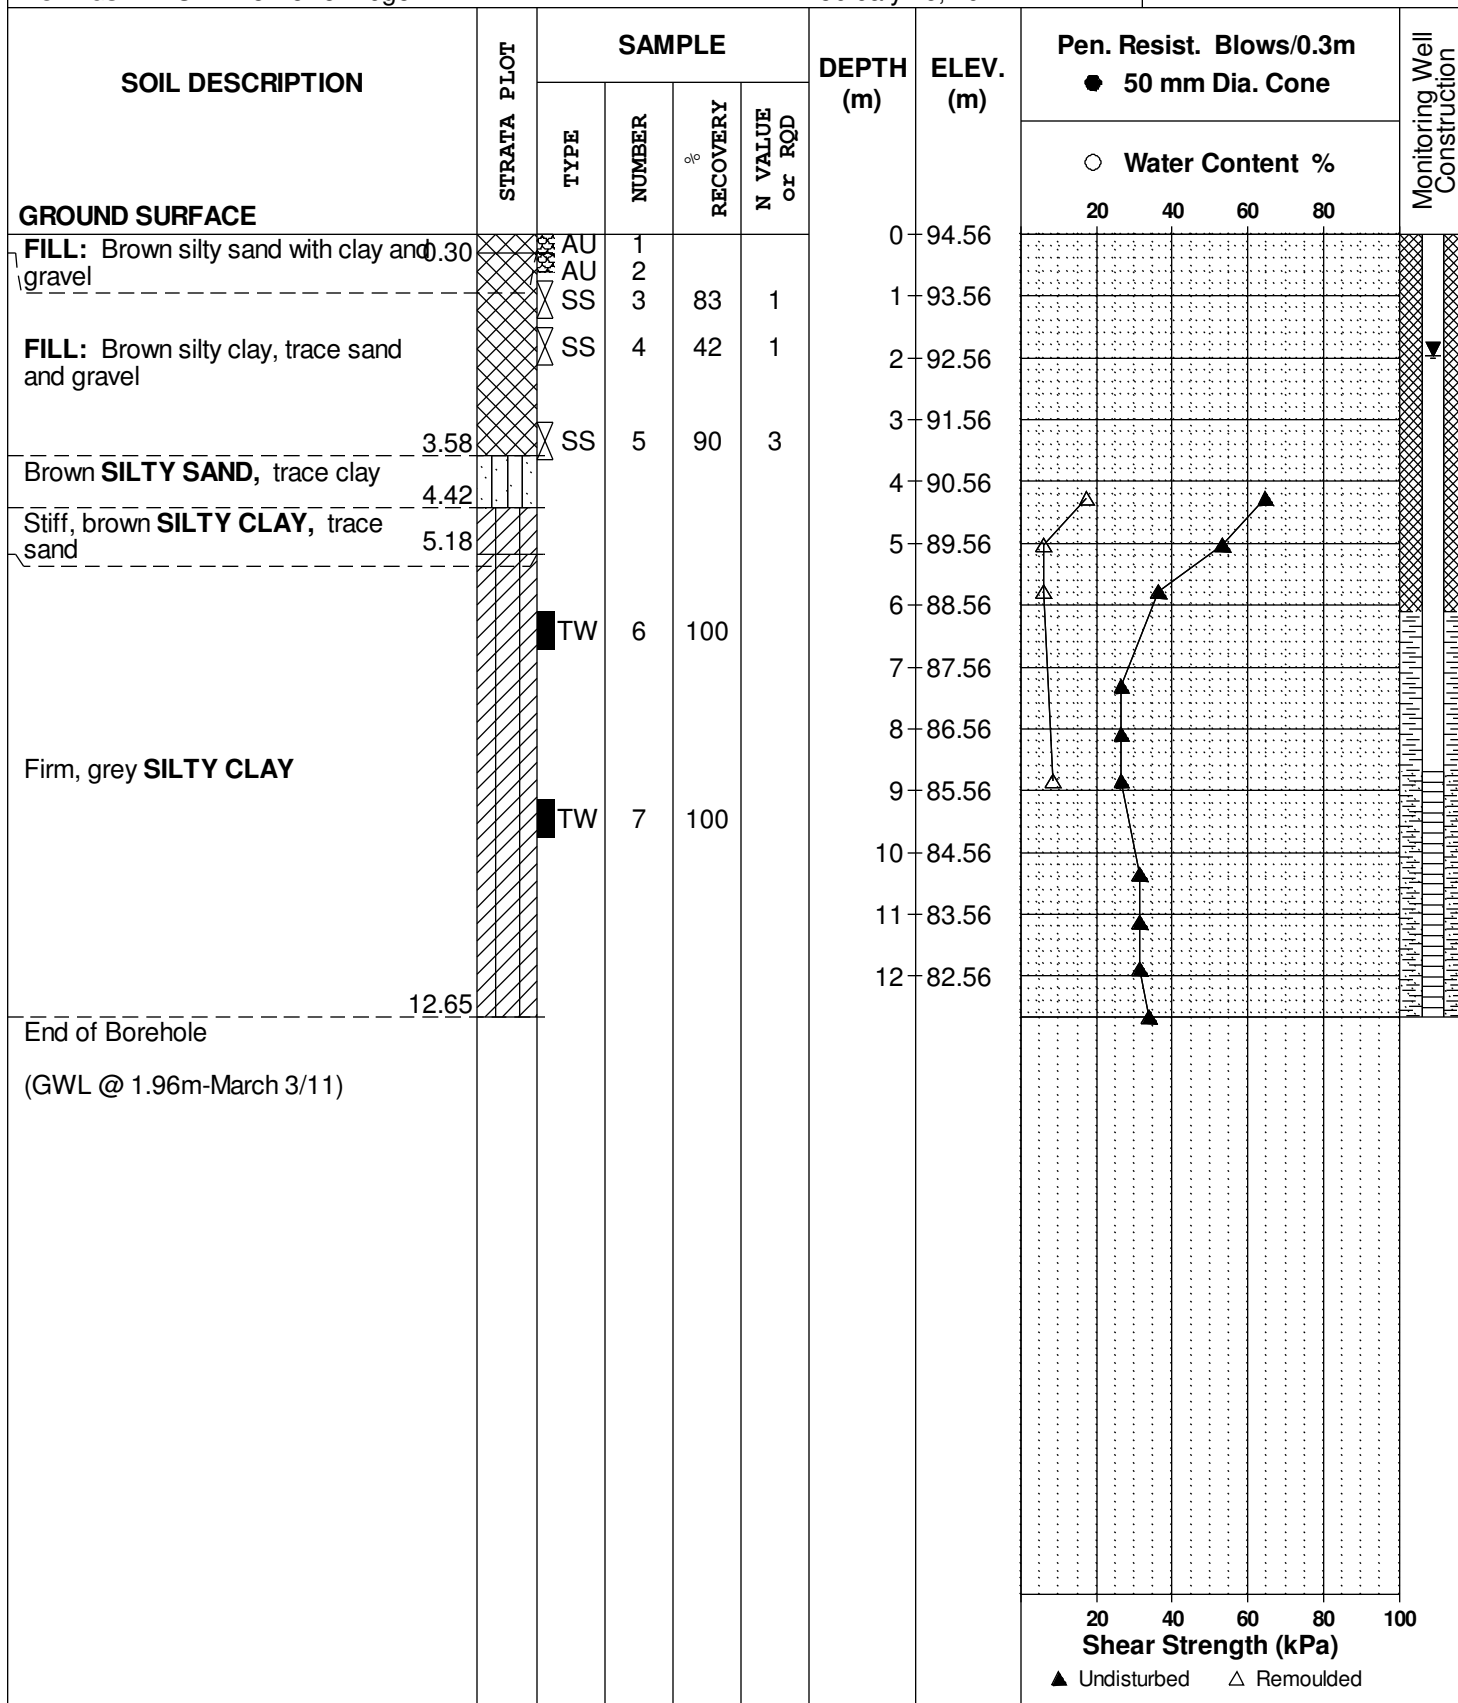 SOIL DESCRIPTION
GROUND SURFACE
STRATA PLOT
SAMPLE
TYPE
NUMBER
% RECOVERY
N VALUE or RQD
DEPTH (m)
ELEV. (m)
Pen. Resist. Blows/0.3m
● 50 mm Dia. Cone
○ Water Content %
20 40 60 80
Monitoring Well Construction
FILL: Brown silty sand with clay and gravel
0.30
FILL: Brown silty clay, trace sand and gravel
3.58
Brown SILTY SAND, trace clay
4.42
Stiff, brown SILTY CLAY, trace sand
5.18
Firm, grey SILTY CLAY
12.65
End of Borehole
(GWL @ 1.96m-March 3/11)
AU 1
AU 2
SS 3 83 1
SS 4 42 1
SS 5 90 3
TW 6 100
TW 7 100
0 94.56
1 93.56
2 92.56
3 91.56
4 90.56
5 89.56
6 88.56
7 87.56
8 86.56
9 85.56
10 84.56
11 83.56
12 82.56
20 40 60 80 100
Shear Strength (kPa)
▲ Undisturbed △ Remoulded